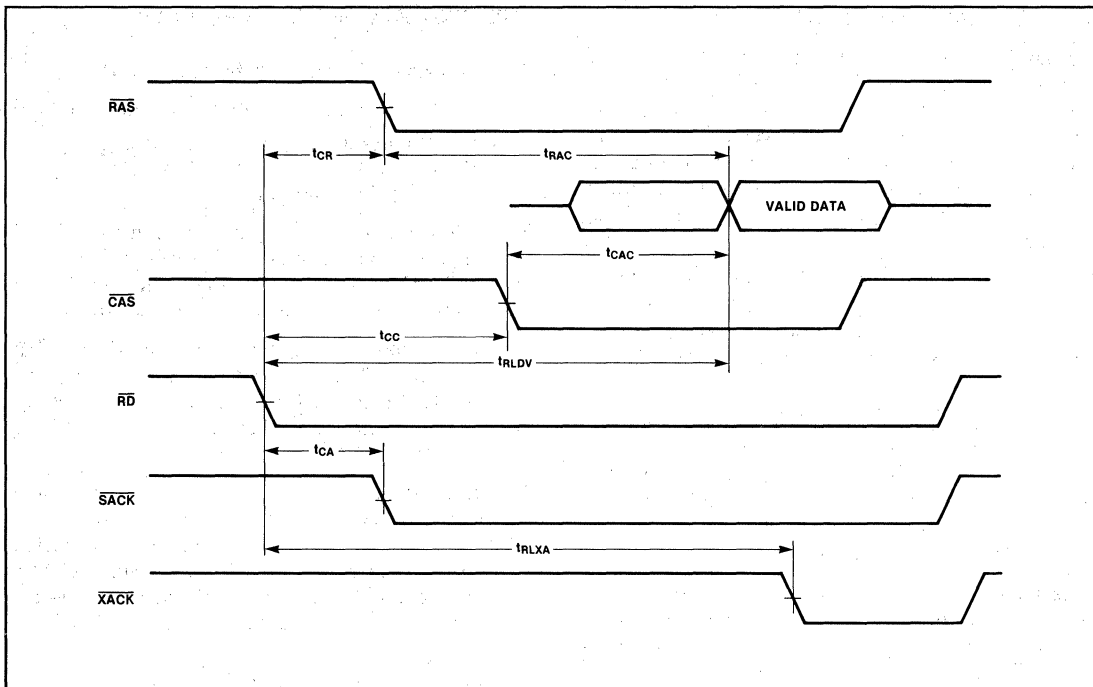 RAS
tCR
tRAC
VALID DATA
tCAC
CAS
tCC
tRLDV
RD
tCA
SACK
tRLXA
XACK